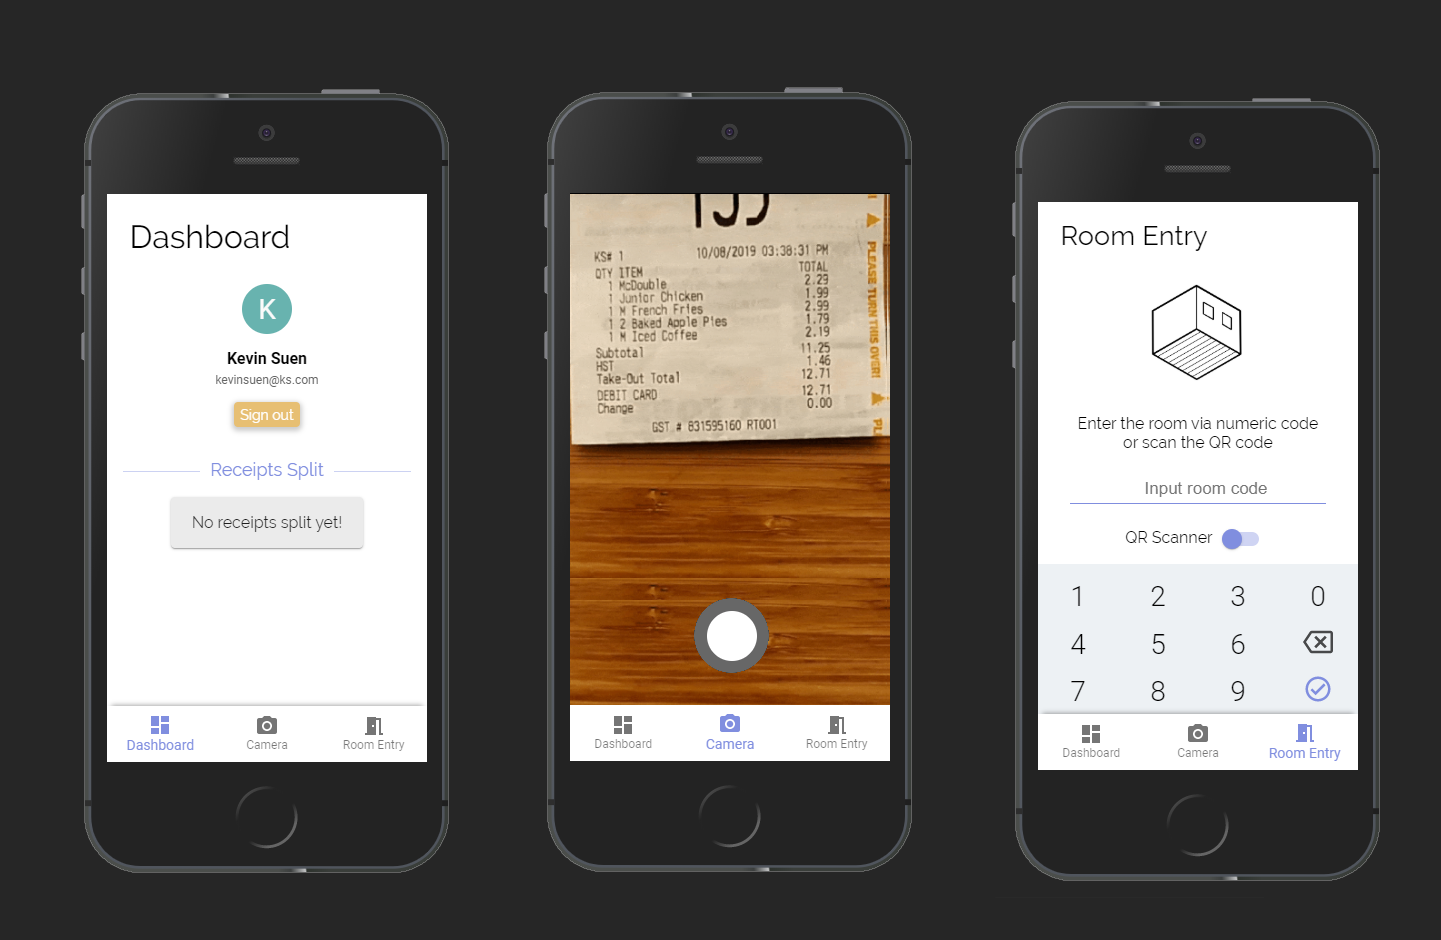 Dashboard
K
Kevin Suen
kevinsuen@ks.com
Sign out
Receipts Split
No receipts split yet!
Dashboard
Camera
Room Entry
KS# 1 10/08/2019 03:38:31 PM
QTY ITEM TOTAL
1 McDouble 2.29
1 Junior Chicken 1.99
1 M French Fries 2.99
1 2 Baked Apple Pies 1.79
1 M Iced Coffee 2.19
Subtotal 11.25
HST 1.46
Take-Out Total 12.71
DEBIT CARD 12.71
Change 0.00
GST # 831595160 RT001
PLEASE TURN THIS OVER!
PL
Dashboard
Camera
Room Entry
Room Entry
Enter the room via numeric code
or scan the QR code
Input room code
QR Scanner
1 2 3 0
4 5 6
7 8 9
Dashboard
Camera
Room Entry